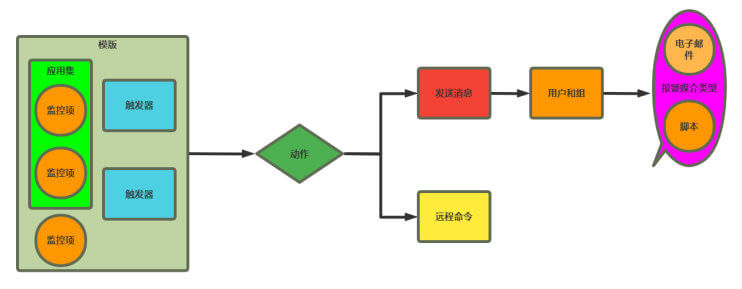 模版
应用集
监控项
监控项
监控项
触发器
触发器
动作
发送消息
用户和组
远程命令
电子邮
件
报警媒介类型
脚本